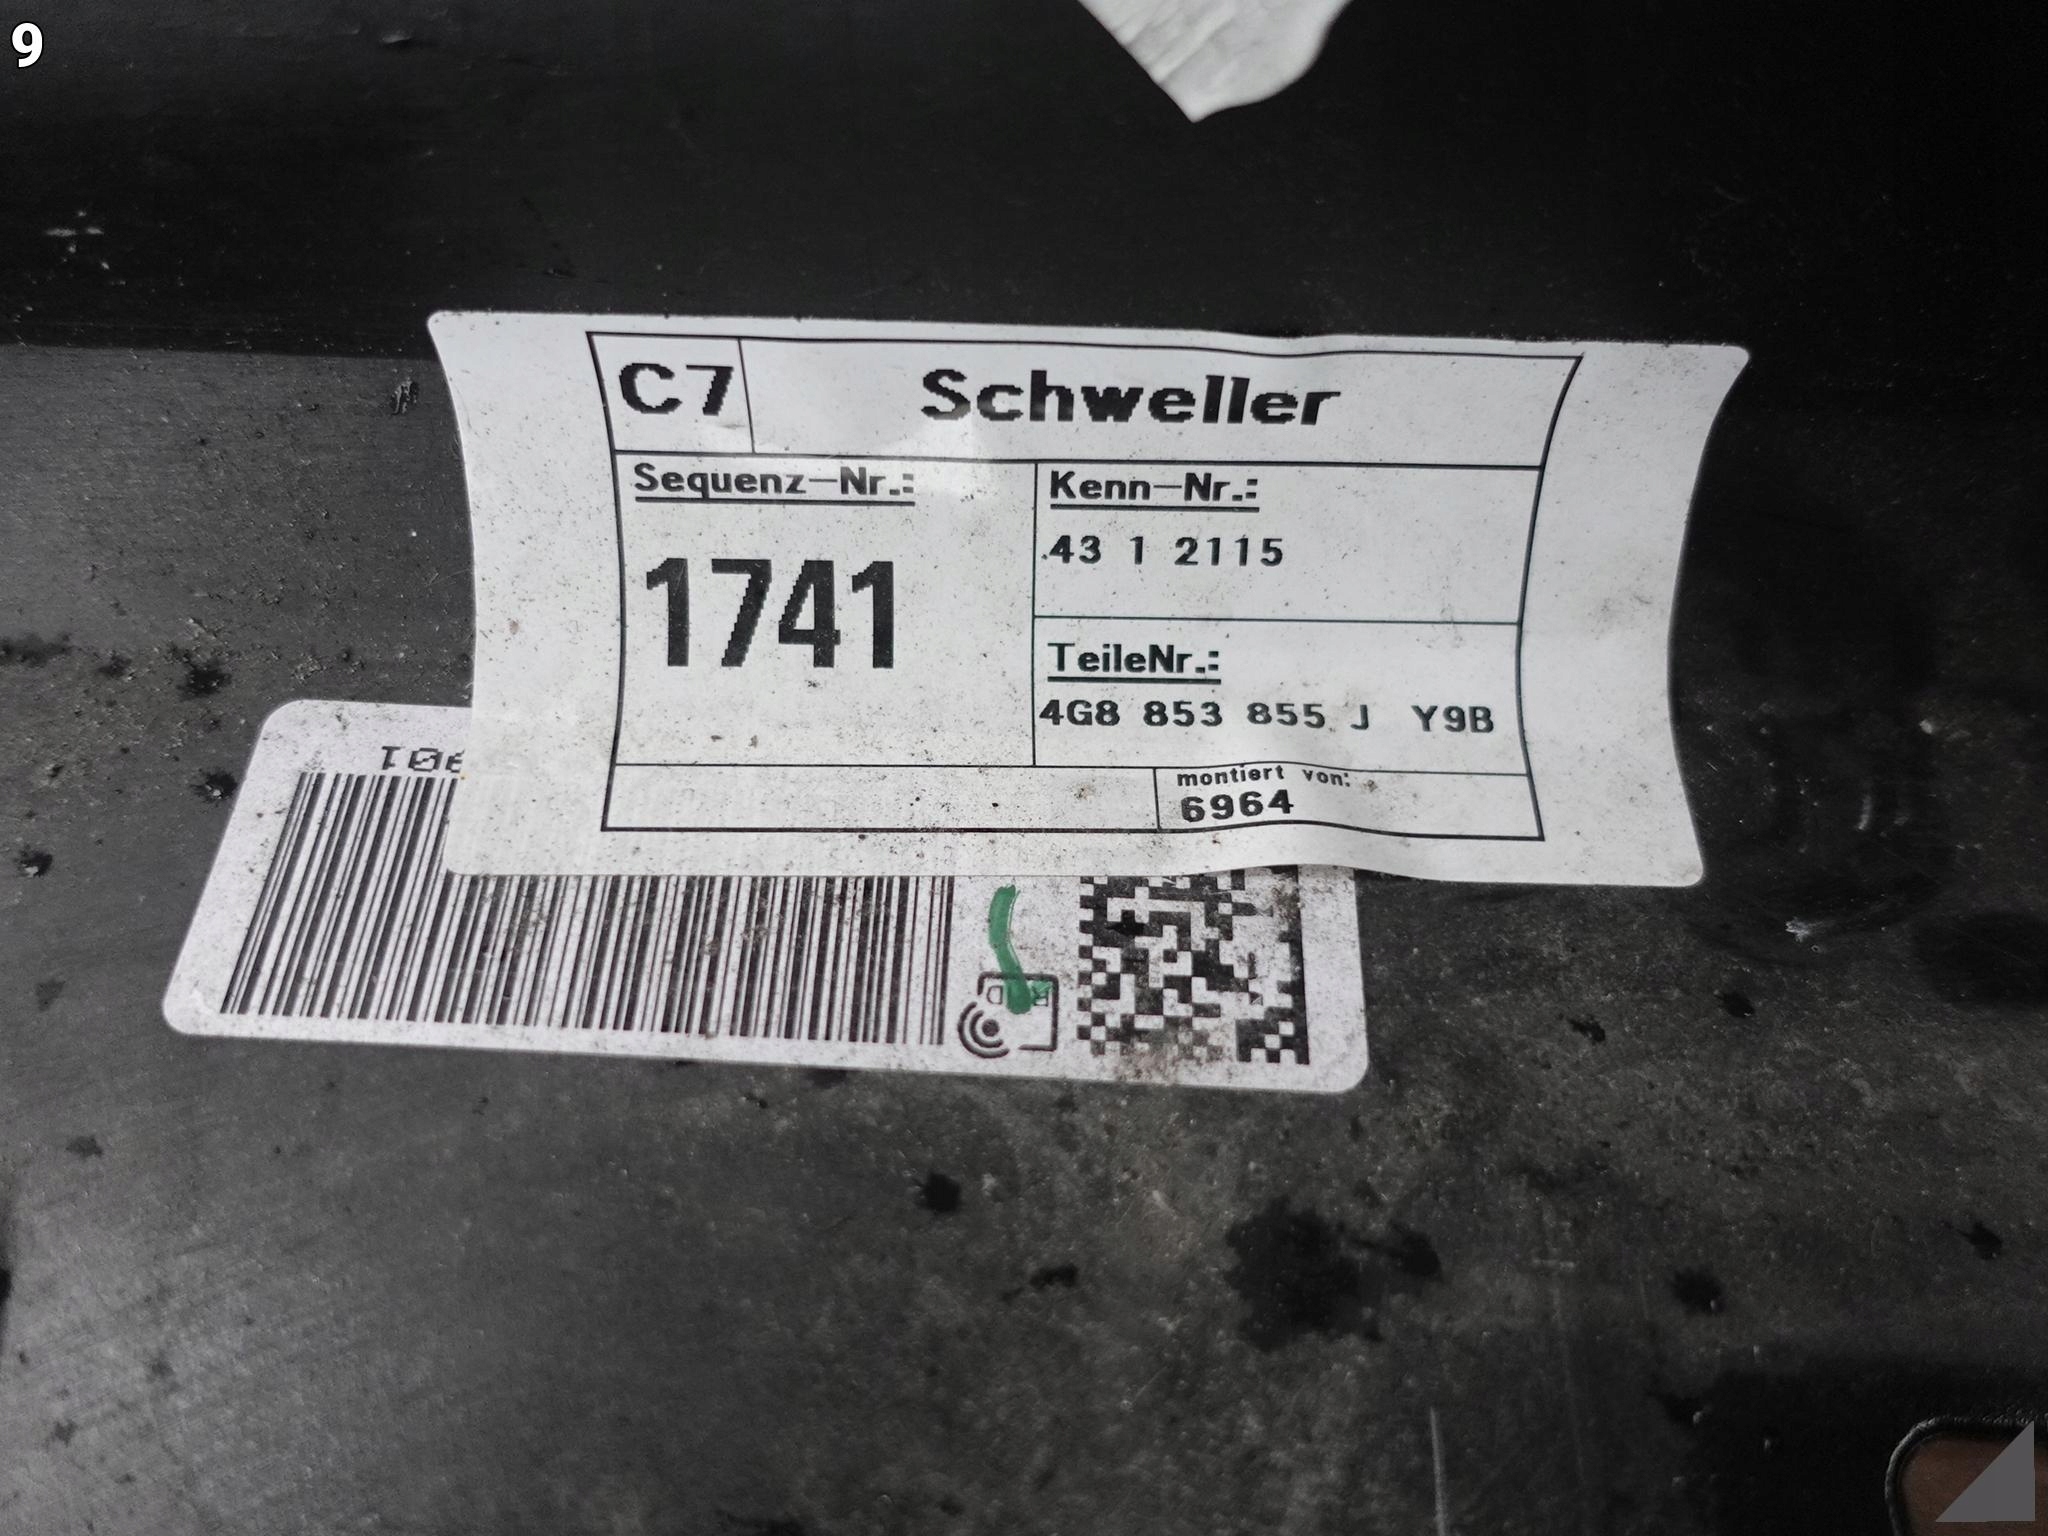 9
C7 Schweller
Sequenz-Nr.: Kenn-Nr.:
1741 43 1 2115
TeileNr.:
4G8 853 855 J Y9B
montiert von:
6964